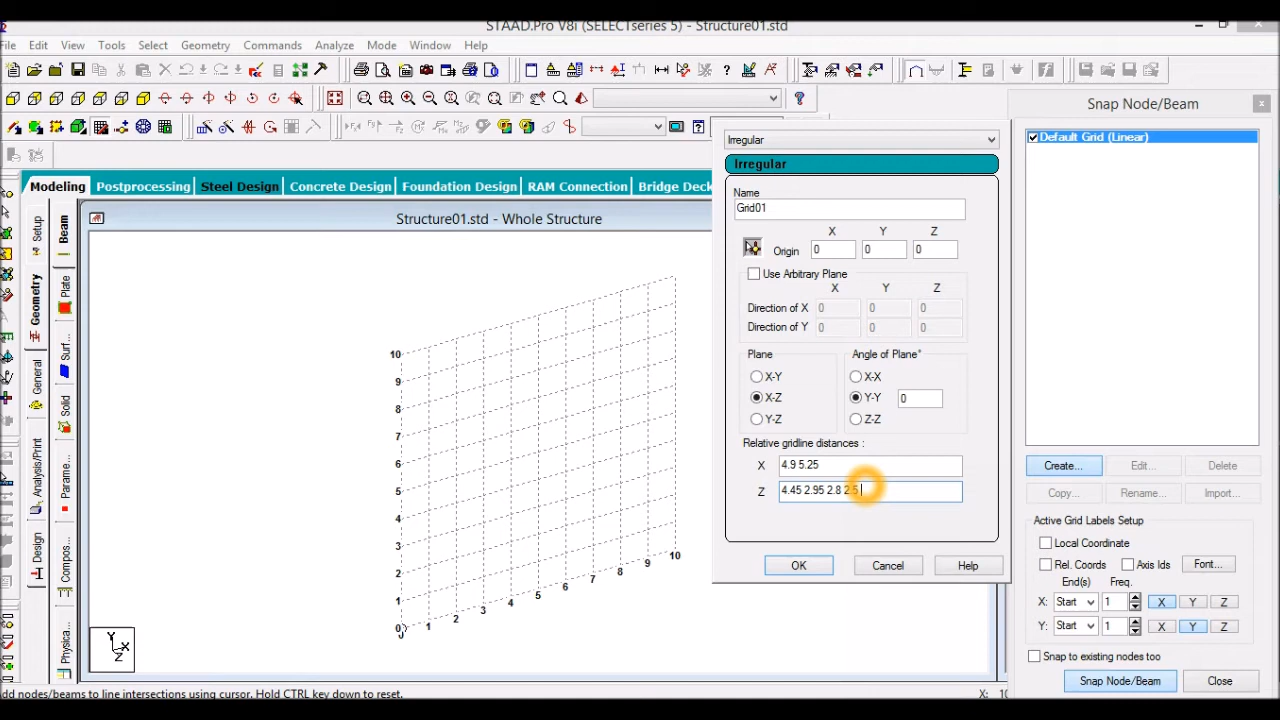 STAAD.Pro V8i (SELECTseries 5) - Structure01.std
File Edit View Tools Select Geometry Commands Analyze Mode Window Help
Snap Node/Beam
Irregular
Default Grid (Linear)
Irregular
Modeling Postprocessing Steel Design Concrete Design Foundation Design RAM Connection Bridge Deck
Name
Grid01
Structure01.std - Whole Structure
X Y Z
Origin 0 0 0
Use Arbitrary Plane
X Y Z
Direction of X 0 0 0
Direction of Y 0 0 0
Plane Angle of Plane°
X-Y X-X
X-Z Y-Y 0
Y-Z Z-Z
Relative gridline distances :
X 4.9 5.25
Z 4.45 2.95 2.8 2.5
OK Cancel Help
Create... Edit... Delete
Copy... Rename... Import...
Active Grid Labels Setup
Local Coordinate
Rel. Coords Axis Ids Font...
End(s) Freq.
X: Start 1 X Y Z
Y: Start 1 X Y Z
Snap to existing nodes too
Snap Node/Beam Close
Setup
Geometry
General
Analysis/Print
Design
Beam
Plate
Surf...
Solid
Parame...
Compos...
Physica...
10
9
8
7
6
5
4
3
2
1
0
0 1 2 3 4 5 6 7 8 9 10
Y
X
Z
Add nodes/beams to line intersections using cursor. Hold CTRL key down to reset.
X: 10